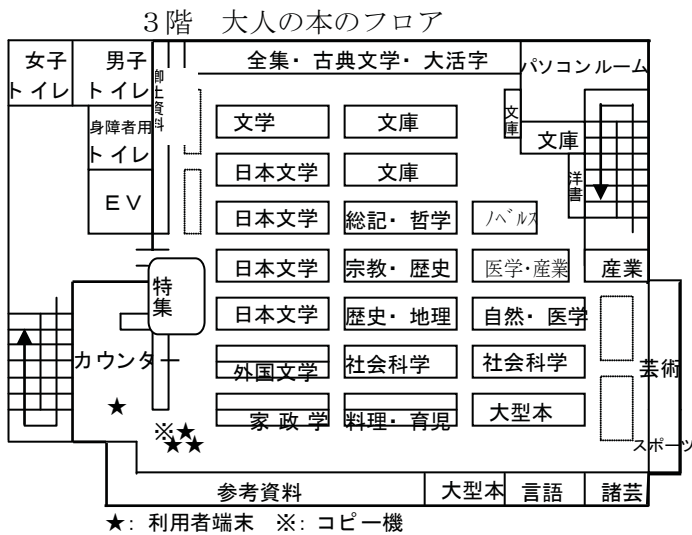 3階 大人の本のフロア
女子
トイレ
男子
トイレ
郷土資料
全集・古典文学・大活字
パソコンルーム
身障者用
トイレ
文学
文庫
文庫
文庫
日本文学
文庫
洋書
EV
日本文学
総記・哲学
ノベルス
日本文学
宗教・歴史
医学・産業
産業
特集
日本文学
歴史・地理
自然・医学
カウンター
外国文学
社会科学
社会科学
芸術
★
※★
★★
家政学
料理・育児
大型本
スポーツ
参考資料
大型本
言語
諸芸
★:利用者端末 ※:コピー機